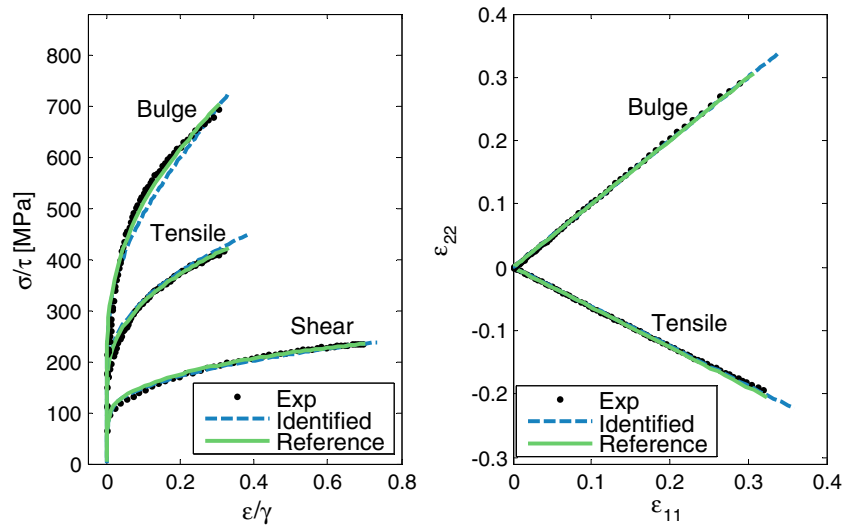 800
700
600
500
400
300
200
100
0
σ/τ [MPa]
Bulge
Tensile
Shear
Exp
Identified
Reference
0 0.2 0.4 0.6 0.8
ε/γ
0.4
0.3
0.2
0.1
0
-0.1
-0.2
-0.3
ε22
Bulge
Tensile
Exp
Identified
Reference
0 0.1 0.2 0.3 0.4
ε11